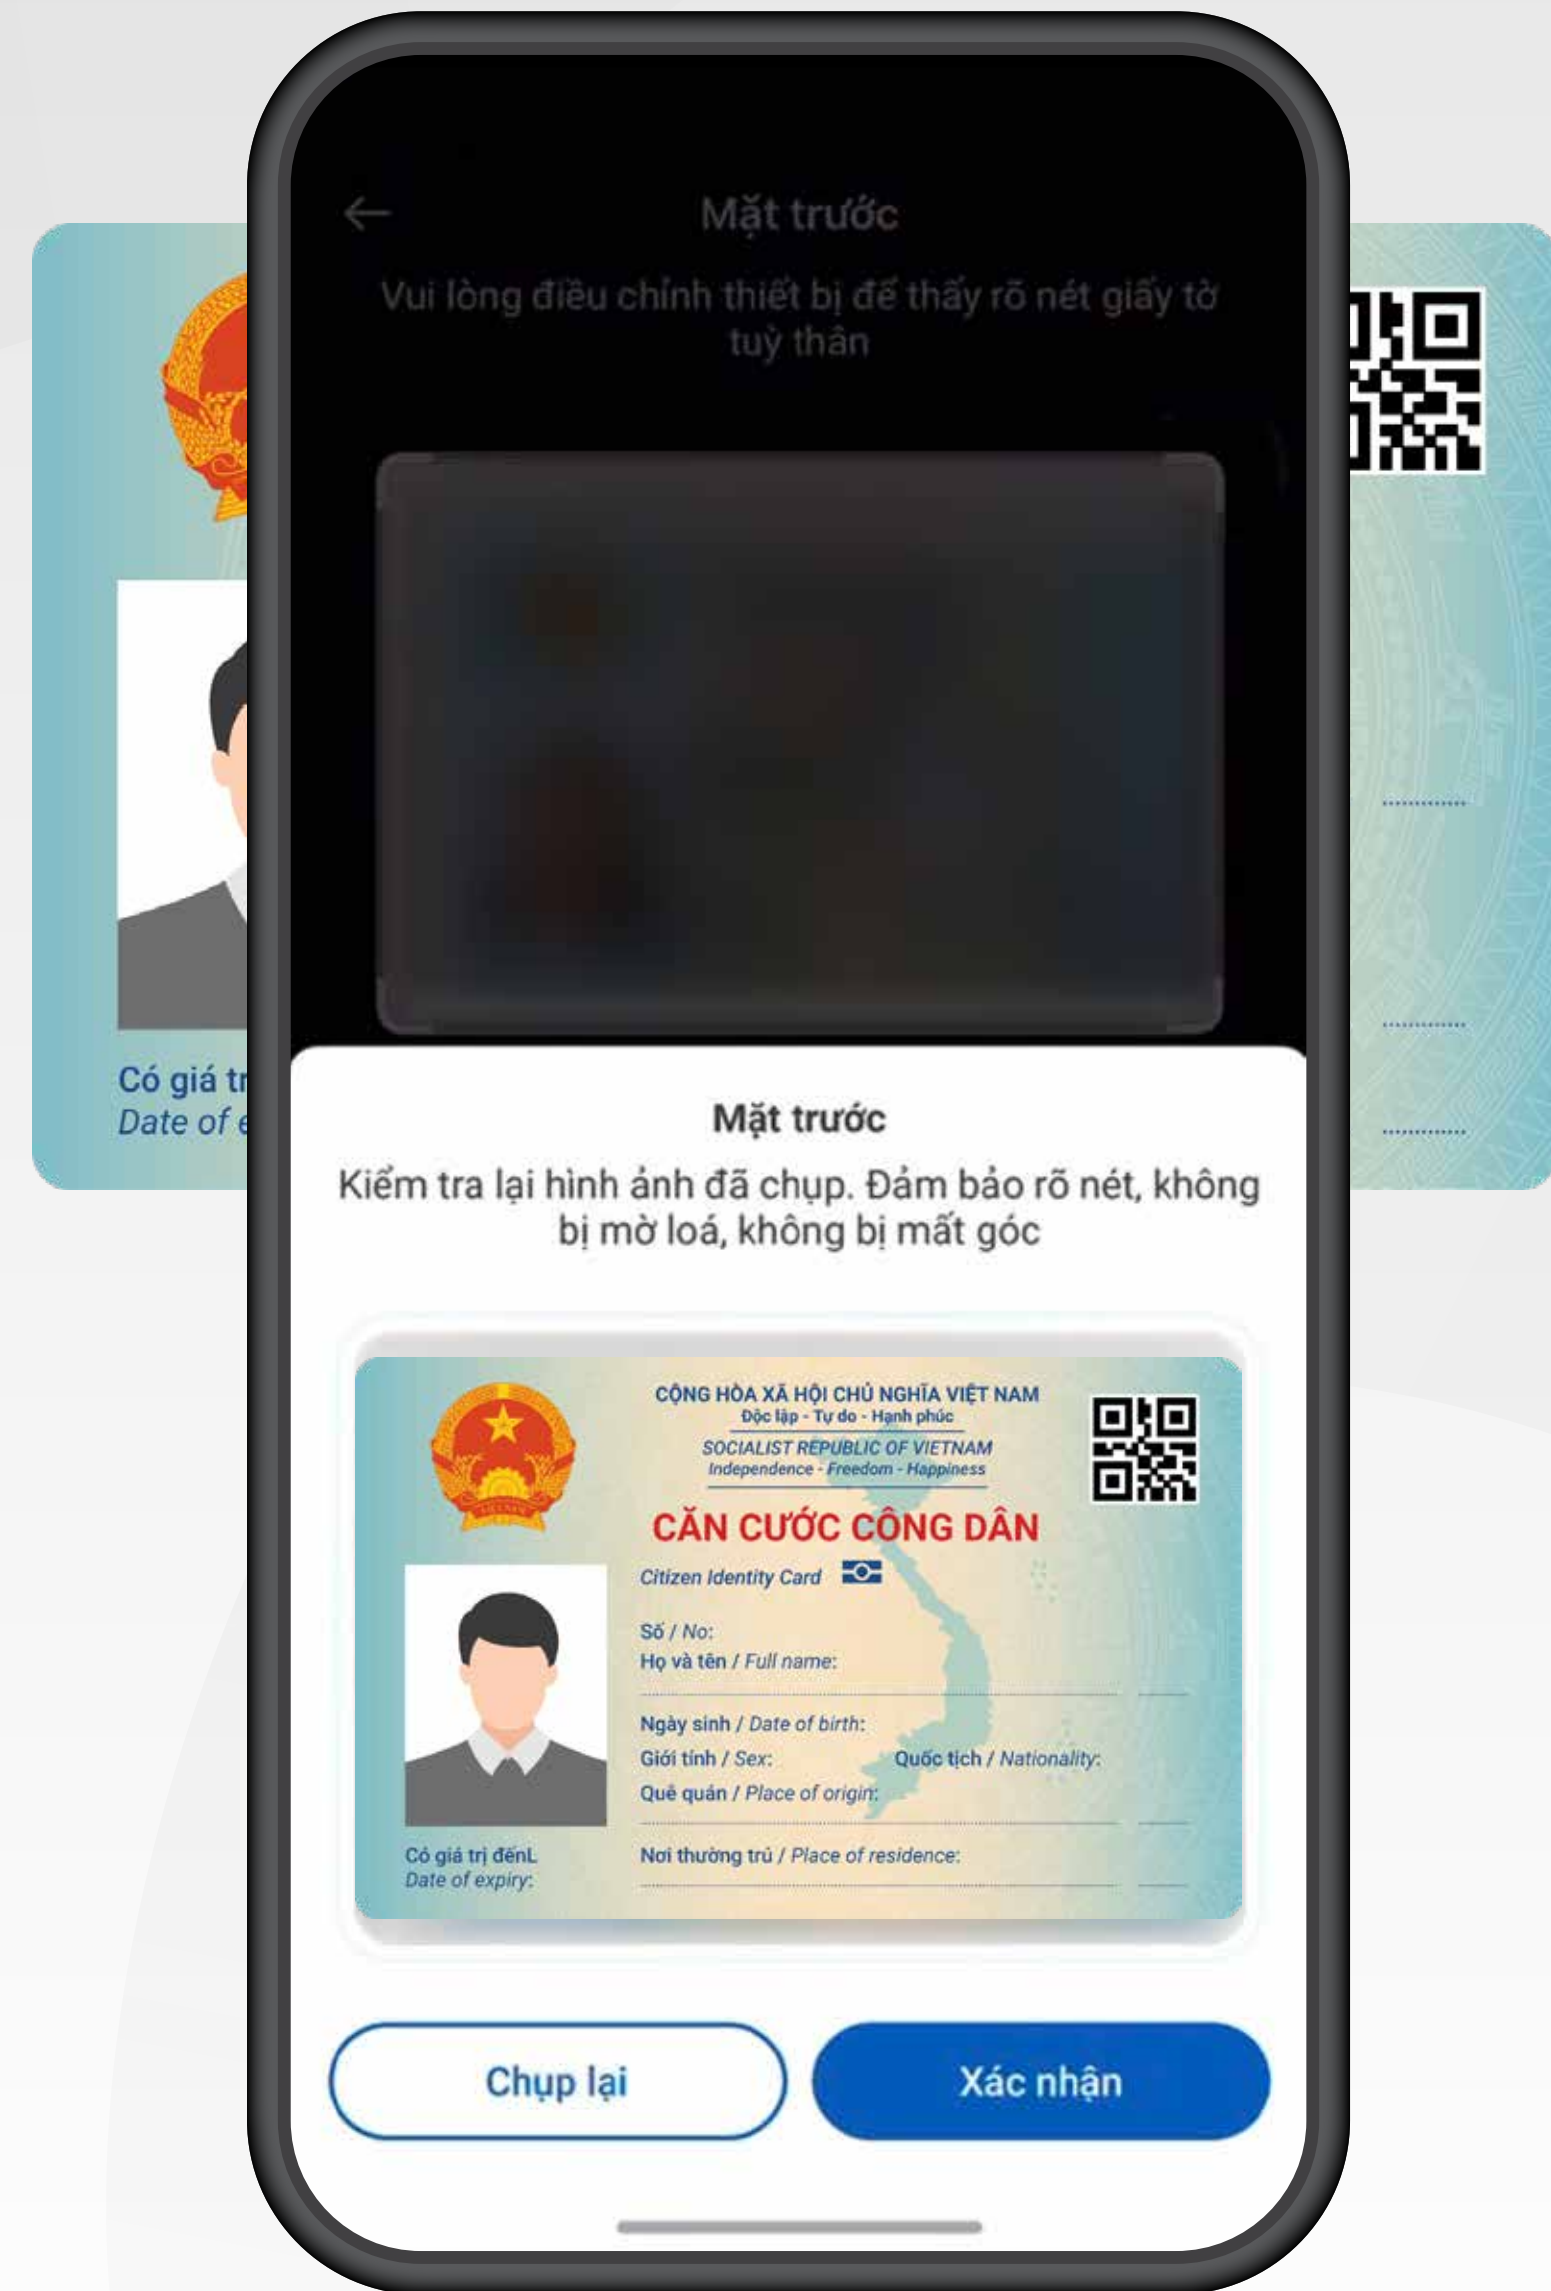 Mặt trước
Vui lòng điều chỉnh thiết bị để thấy rõ nét giấy tờ
tuỳ thân
Có giá tr
Date of e
Mặt trước
Kiểm tra lại hình ảnh đã chụp. Đảm bảo rõ nét, không
bị mờ loá, không bị mất góc
CỘNG HÒA XÃ HỘI CHỦ NGHĨA VIỆT NAM
Độc lập - Tự do - Hạnh phúc
SOCIALIST REPUBLIC OF VIETNAM
Independence - Freedom - Happiness
CĂN CƯỚC CÔNG DÂN
Citizen Identity Card
Số / No:
Họ và tên / Full name:
Ngày sinh / Date of birth:
Giới tính / Sex: Quốc tịch / Nationality:
Quê quán / Place of origin:
Có giá trị đếnL
Date of expiry:
Nơi thường trú / Place of residence:
Chụp lại
Xác nhận